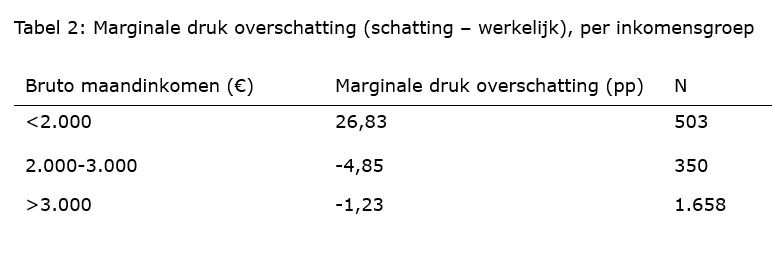 Tabel 2: Marginale druk overschatting (schatting – werkelijk), per inkomensgroep
Bruto maandinkomen (€) Marginale druk overschatting (pp) N
<2.000 26,83 503
2.000-3.000 -4,85 350
>3.000 -1,23 1.658